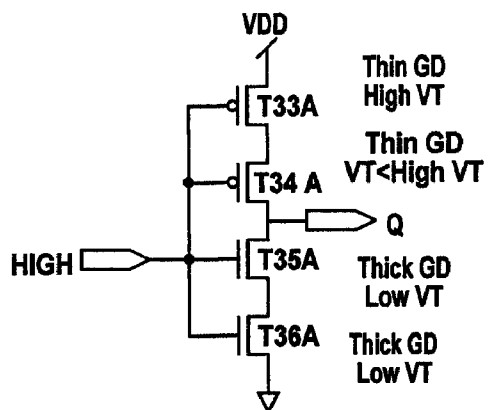 VDD
Thin GD
High VT
T33A
Thin GD
VT<High VT
T34 A
Q
HIGH
T35A
Thick GD
Low VT
T36A
Thick GD
Low VT